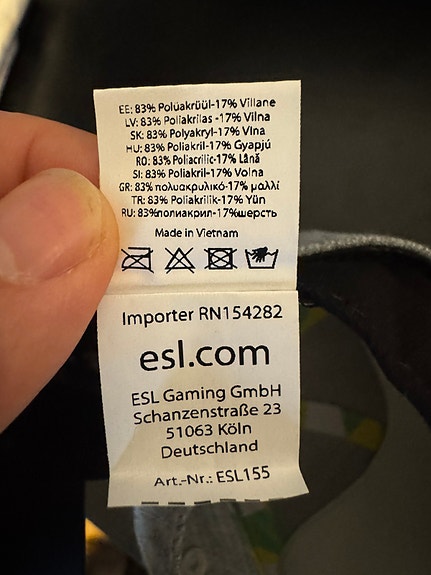 EE: 83% Polüakrüül-17% Villane
LV: 83% Poliakrilas -17% Vilna
SK: 83% Polyakryl-17% Vlna
HU: 83% Poliakril-17% Gyapjú
RO: 83% Poliacrilic-17% Lână
SI: 83% Poliakril-17% Volna
GR: 83% πολυακρυλικό-17% μαλλί
TR: 83% Poliakrilik-17% Yün
RU: 83%полиакрил-17%шерсть
Made in Vietnam
Importer RN154282
esl.com
ESL Gaming GmbH
Schanzenstraße 23
51063 Köln
Deutschland
Art.-Nr.: ESL155